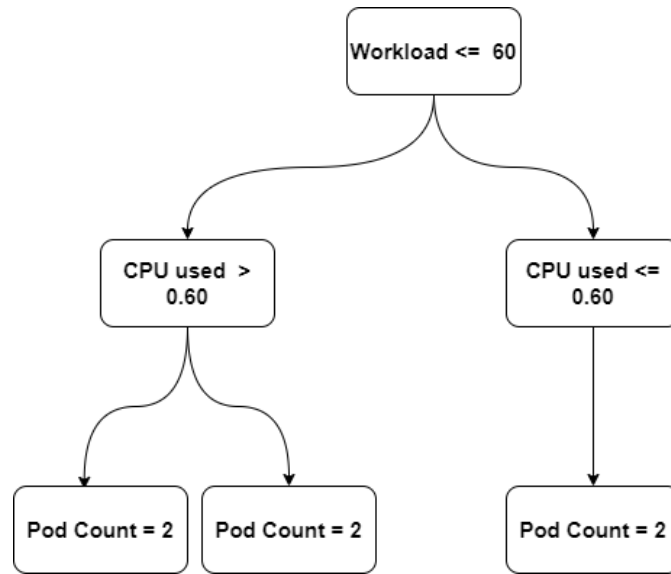 Workload <= 60
CPU used >
0.60
CPU used <=
0.60
Pod Count = 2
Pod Count = 2
Pod Count = 2